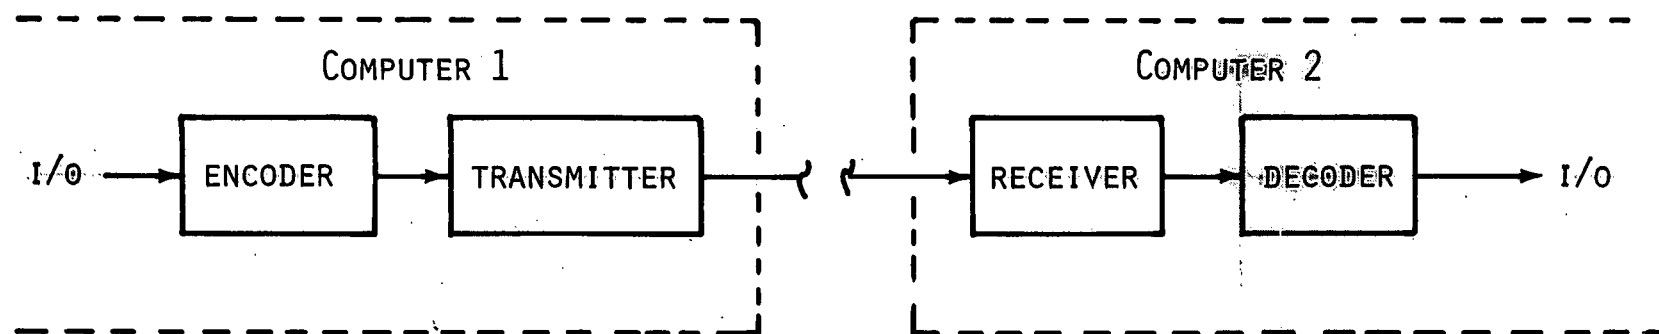 COMPUTER 1
COMPUTER 2
I/O
ENCODER
TRANSMITTER
RECEIVER
DECODER
I/O